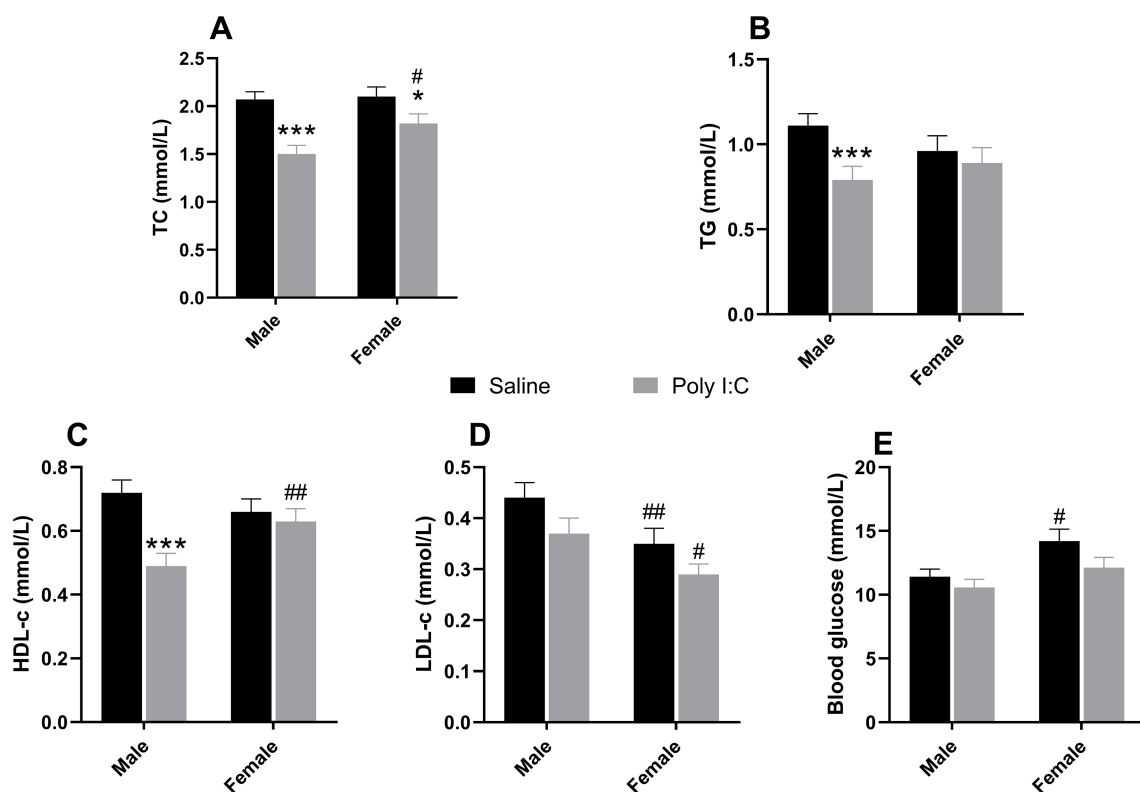 A
TC (mmol/L)
2.5
2.0
1.5
1.0
0.5
0.0
***
#
*
Male
Female
B
TG (mmol/L)
1.5
1.0
0.5
0.0
***
Male
Female
Saline
Poly I:C
C
HDL-c (mmol/L)
0.8
0.6
0.4
0.2
0.0
***
##
Male
Female
D
LDL-c (mmol/L)
0.5
0.4
0.3
0.2
0.1
0.0
##
#
Male
Female
E
Blood glucose (mmol/L)
20
15
10
5
0
#
Male
Female